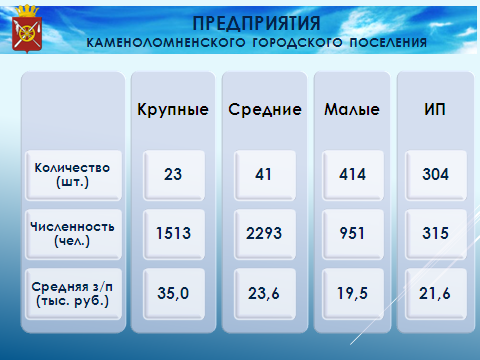 ПРЕДПРИЯТИЯ
КАМЕНОЛОМНЕНСКОГО ГОРОДСКОГО ПОСЕЛЕНИЯ
Крупные Средние Малые ИП
Количество
(шт.) 23 41 414 304
Численность
(чел.) 1513 2293 951 315
Средняя з/п
(тыс. руб.) 35,0 23,6 19,5 21,6